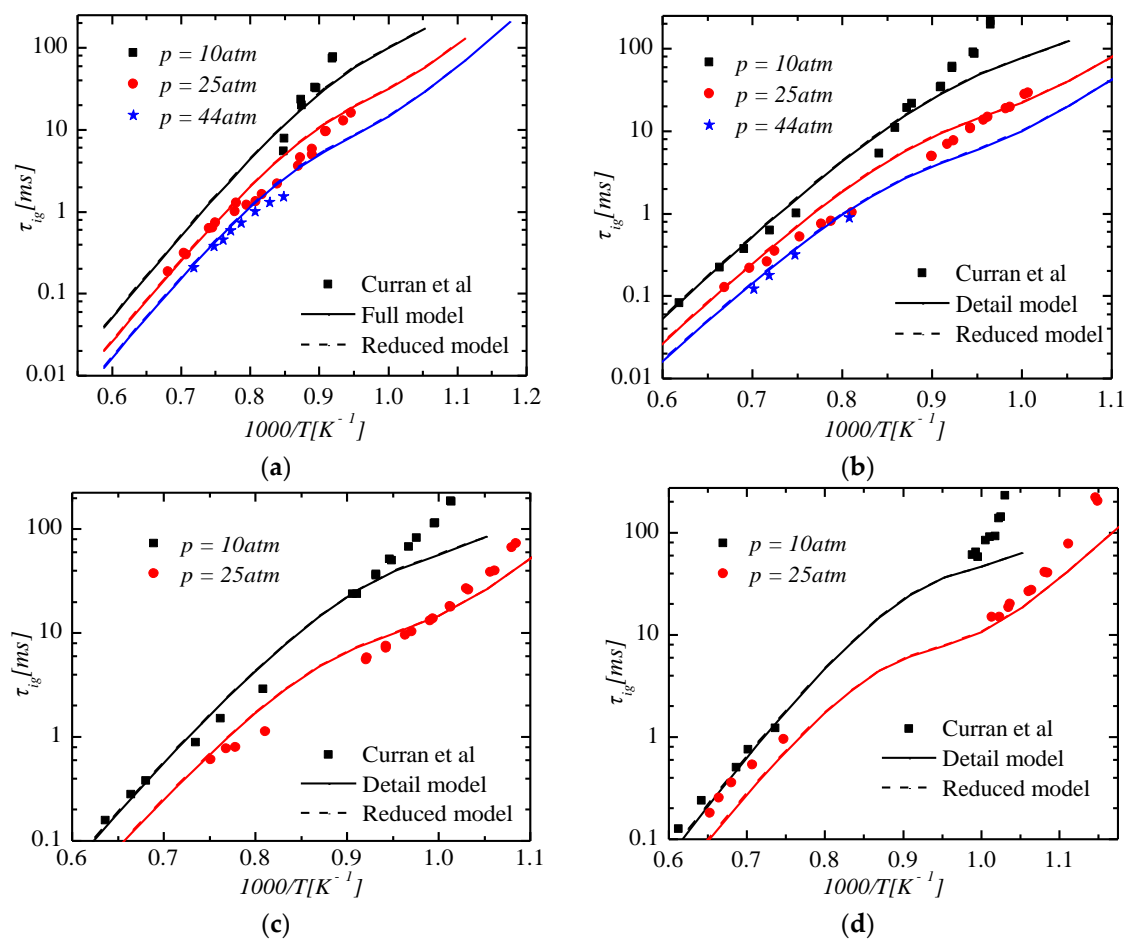 100
10
1
0.1
0.01
τig[ms]
p = 10atm
p = 25atm
p = 44atm
Curran et al
Full model
Reduced model
0.6 0.7 0.8 0.9 1.0 1.1 1.2
1000/T[K⁻¹]
(a)
100
10
1
0.1
0.01
τig[ms]
p = 10atm
p = 25atm
p = 44atm
Curran et al
Detail model
Reduced model
0.6 0.7 0.8 0.9 1.0 1.1
1000/T[K⁻¹]
(b)
100
10
1
0.1
τig[ms]
p = 10atm
p = 25atm
Curran et al
Detail model
Reduced model
0.6 0.7 0.8 0.9 1.0 1.1
1000/T[K⁻¹]
(c)
100
10
1
0.1
τig[ms]
p = 10atm
p = 25atm
Curran et al
Detail model
Reduced model
0.6 0.7 0.8 0.9 1.0 1.1
1000/T[K⁻¹]
(d)